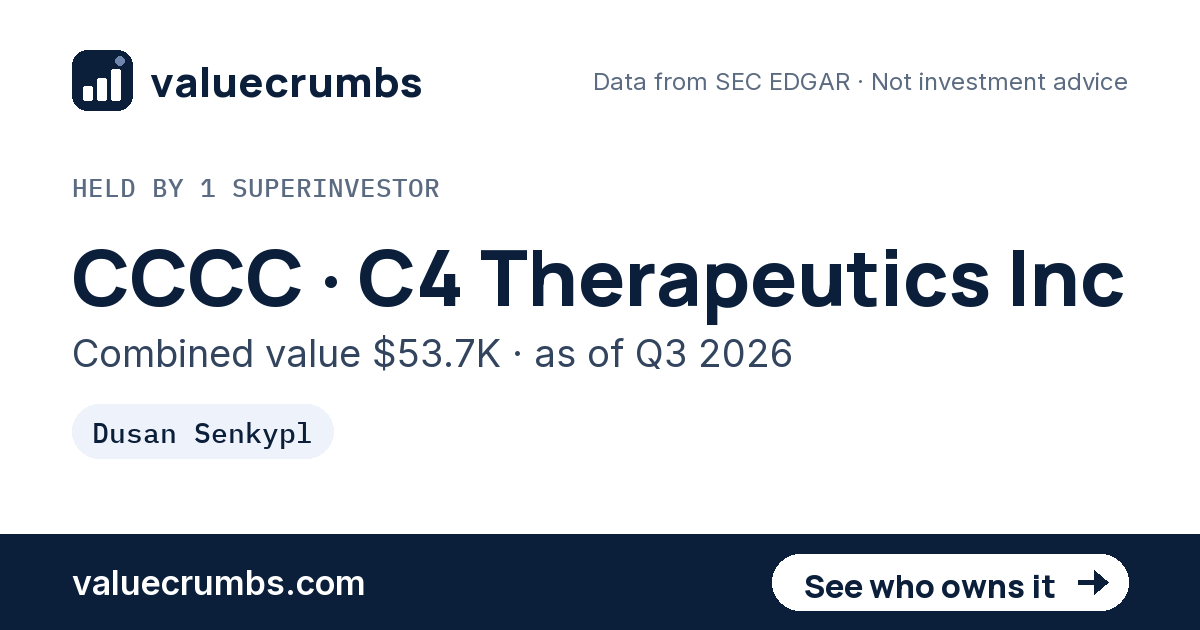 valuecrumbs
Data from SEC EDGAR · Not investment advice
HELD BY 1 SUPERINVESTOR
CCCC · C4 Therapeutics Inc
Combined value $53.7K · as of Q3 2026
Dusan Senkypl
valuecrumbs.com
See who owns it →